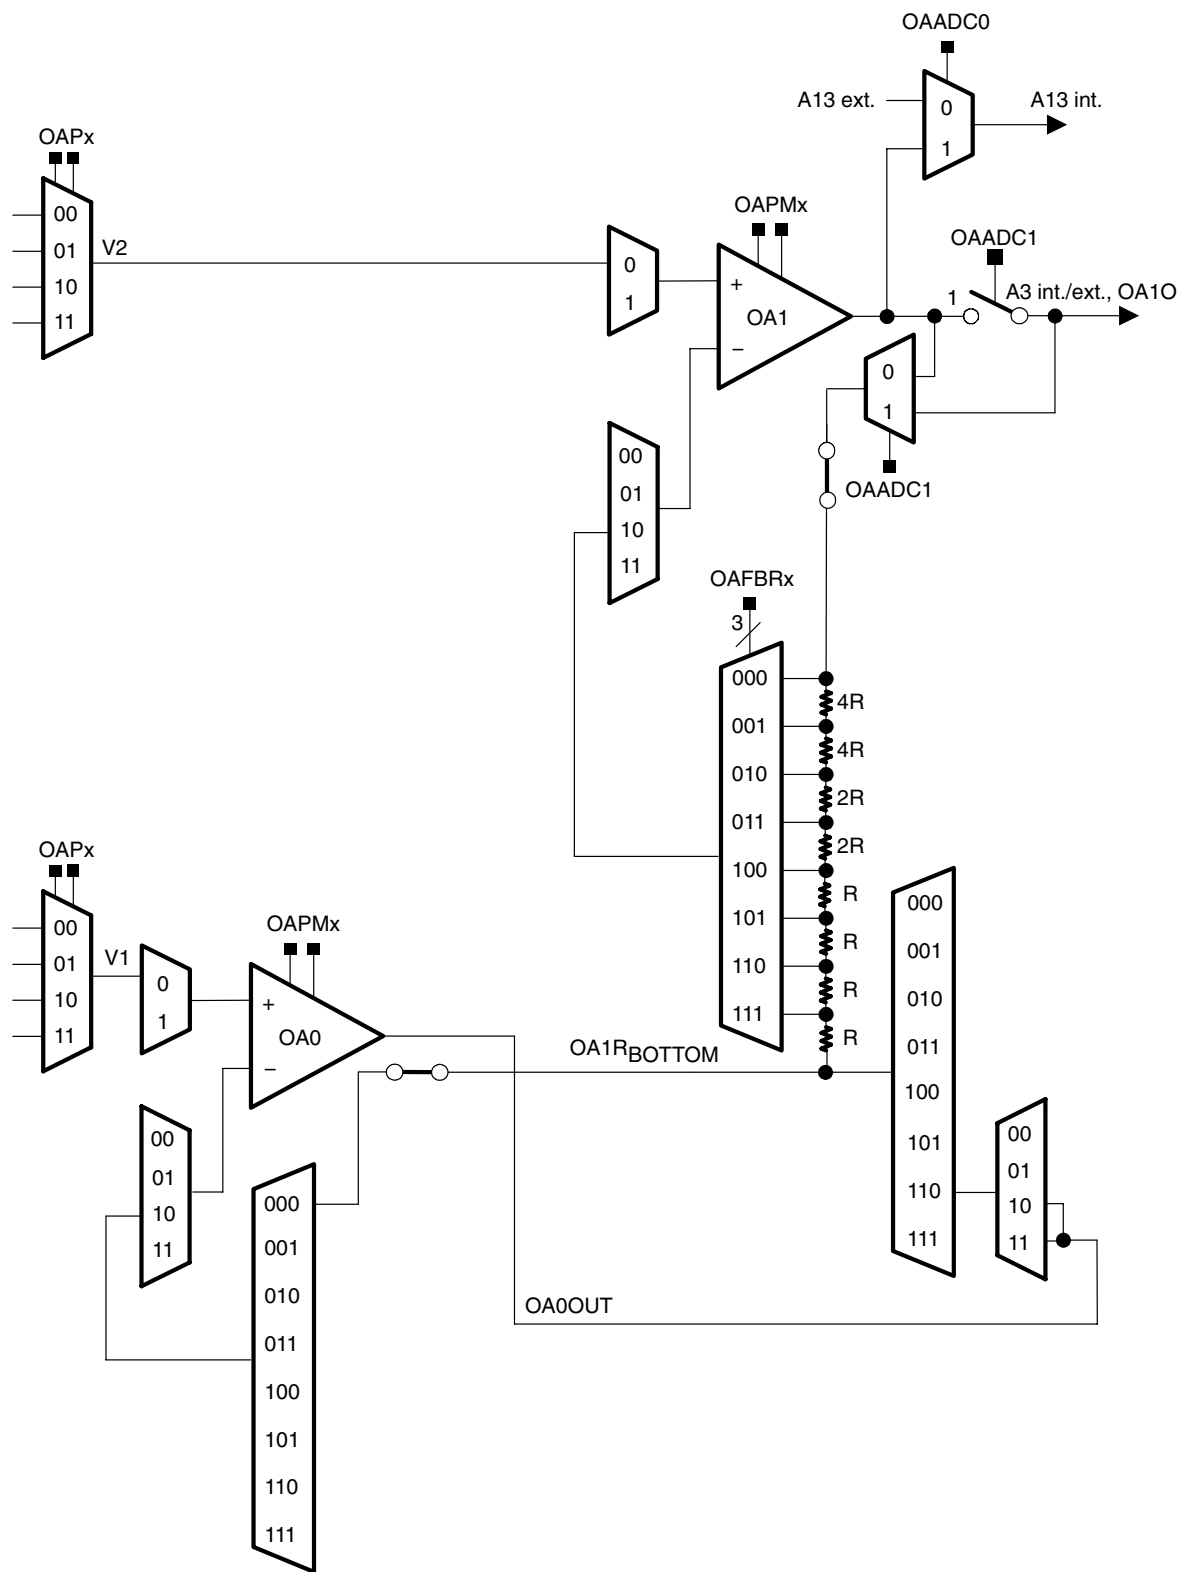 OAADC0
A13 ext.
0
1
A13 int.
OAPx
00
01
10
11
V2
0
1
OAPMx
+
OA1
−
OAADC1
1
A3 int./ext., OA1O
0
1
OAADC1
00
01
10
11
OAFBRx
3
000
001
010
011
100
101
110
111
4R
4R
2R
2R
R
R
R
R
OAPx
00
01
10
11
V1
0
1
OAPMx
+
OA0
−
OA1RBOTTOM
000
001
010
011
100
101
110
111
00
01
10
11
00
01
10
11
000
001
010
011
100
101
110
111
OA0OUT